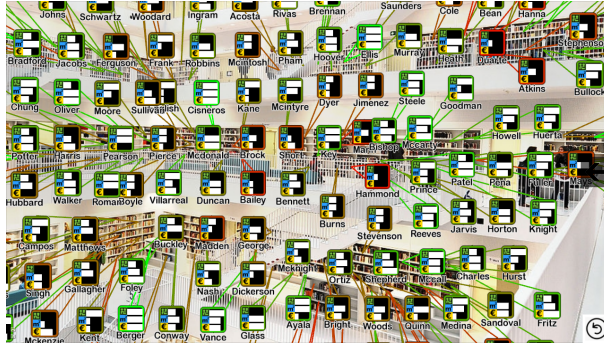 Johns Schwartz Woodard Ingram Acosta Rivas Brennan Saunders Cole Bean Hanna
Bradford Jacobs Ferguson Frank Robbins Mcintosh Pham Hoover Ellis Murray Heath Duarte Stephenson
Chung Oliver Moore Sullivan Cisneros Kane Mcintyre Dyer Jimenez Steele Goodman Atkins Bullock
Potter Harris Pearson Pierce Mcdonald Brock Short Key Bishop Mccarty Howell Huerta
Hubbard Walker Boyle Villarreal Duncan Bailey Bennett Hammond Prince Patel Pena
Campos Matthews Buckley Madden George Burns Stevenson Reeves Jarvis Horton Knight
Singh Gallagher Foley Nash Dickerson Mcknight Ortiz Shepherd Mccall Charles Hurst
Mckenzie Kent Berger Conway Vance Glass Ayala Bright Woods Quinn Medina Sandoval Fritz